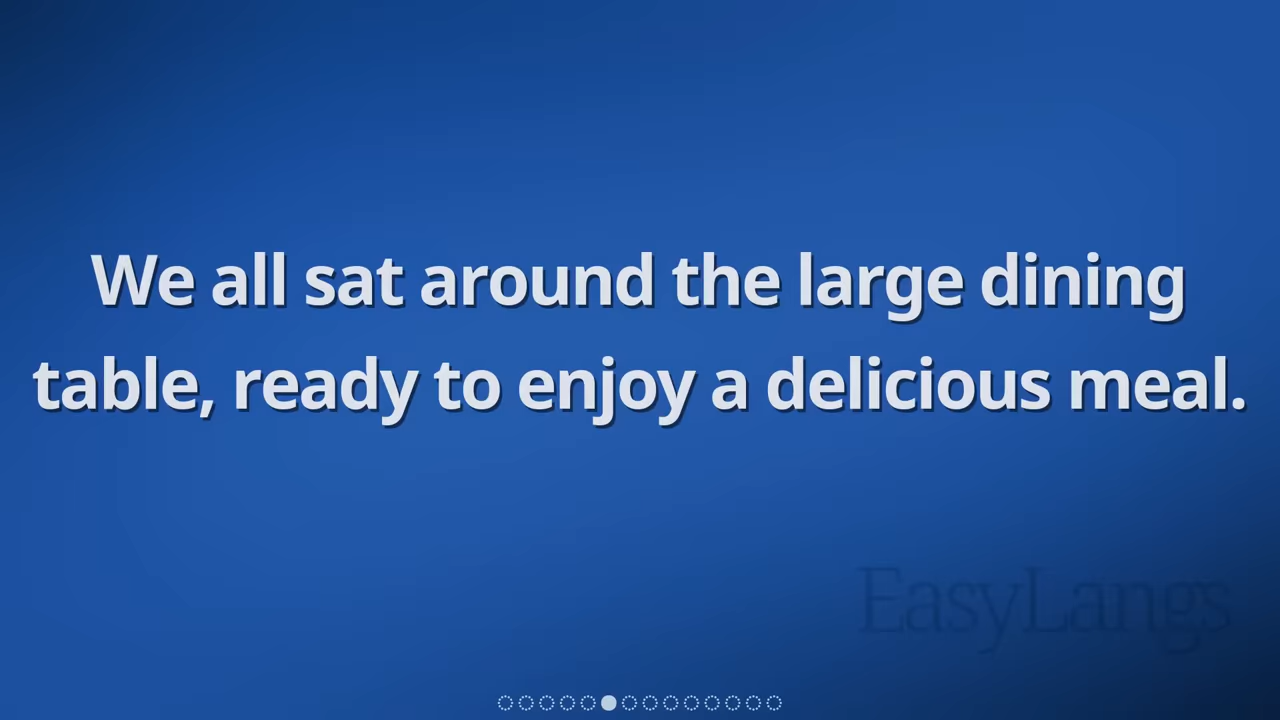 We all sat around the large dining
table, ready to enjoy a delicious meal.
EasyLangs